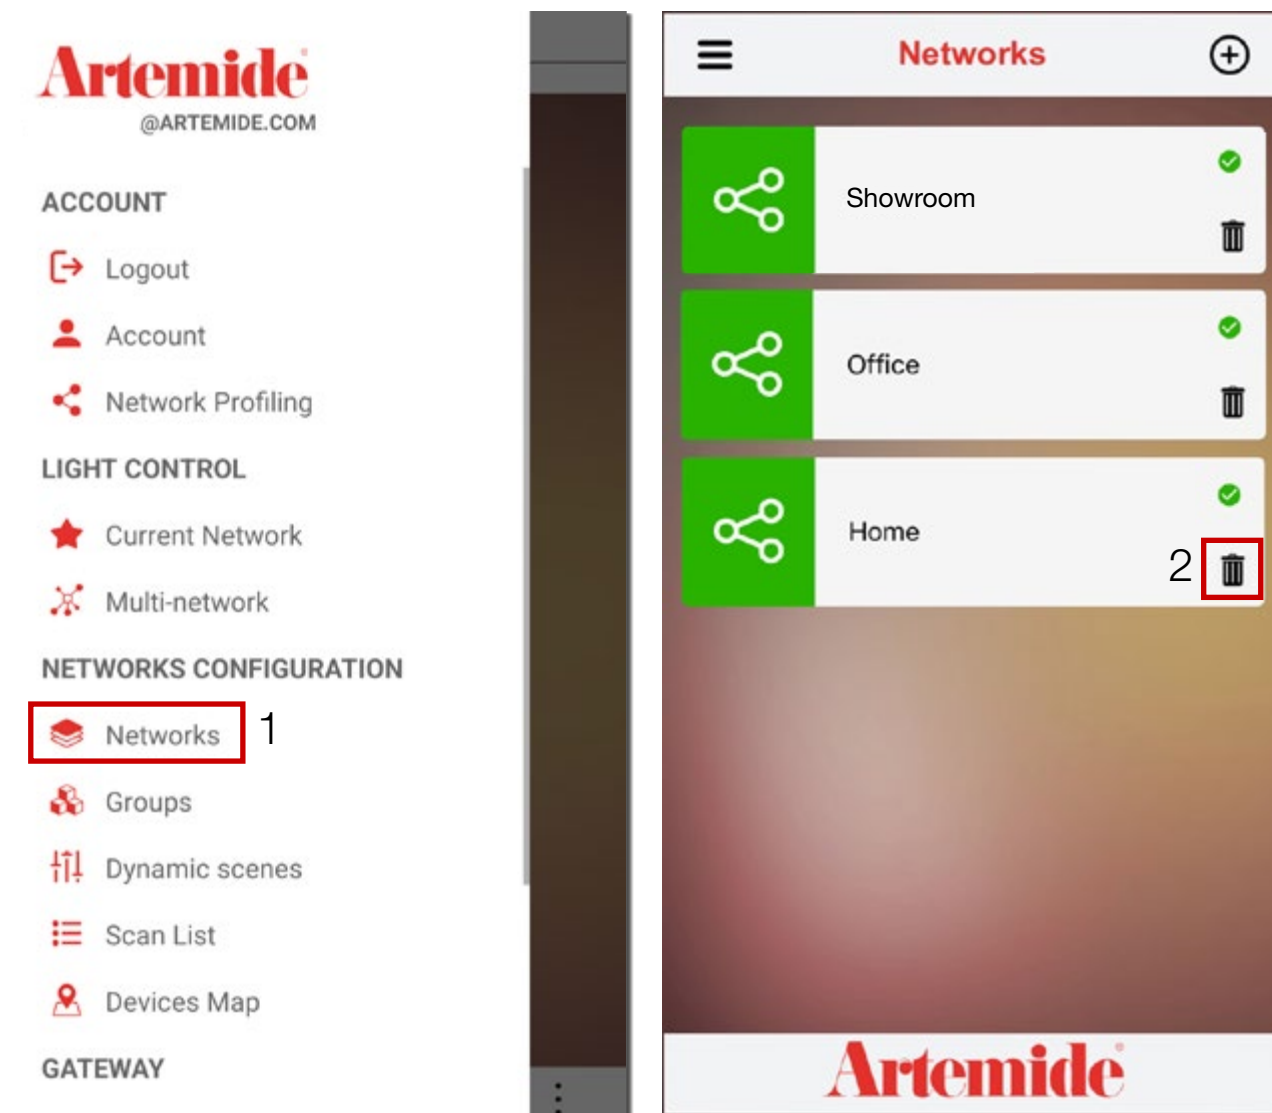 Artemide
@ARTEMIDE.COM
ACCOUNT
Logout
Account
Network Profiling
LIGHT CONTROL
Current Network
Multi-network
NETWORKS CONFIGURATION
Networks
1
Groups
Dynamic scenes
Scan List
Devices Map
GATEWAY
Networks
Showroom
Office
Home
2
Artemide